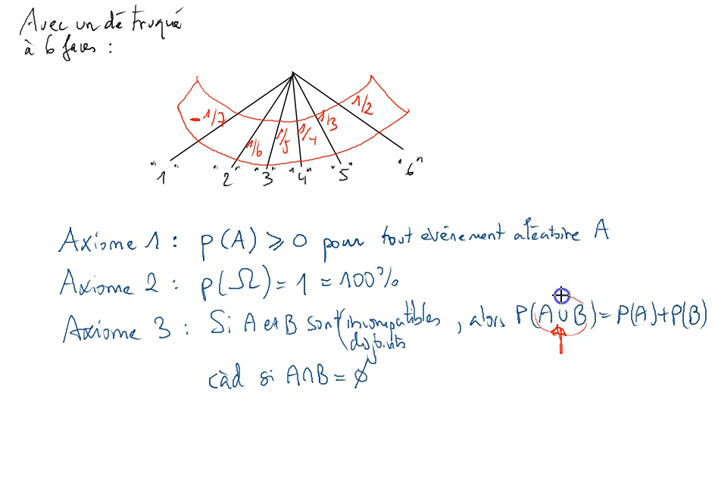 Avec un dé truqué
à 6 faces :
-1/7 1/6 1/5 1/4 1/3 1/2
"1" "2" "3" "4" "5" "6"
Axiome 1 : p(A) ⩾ 0 pour tout événement aléatoire A
Axiome 2 : p(Ω) = 1 = 100%
Axiome 3 : Si A et B sont (incompatibles , alors P(A∪B) = P(A)+P(B)
(disjoints
càd si A∩B = ∅